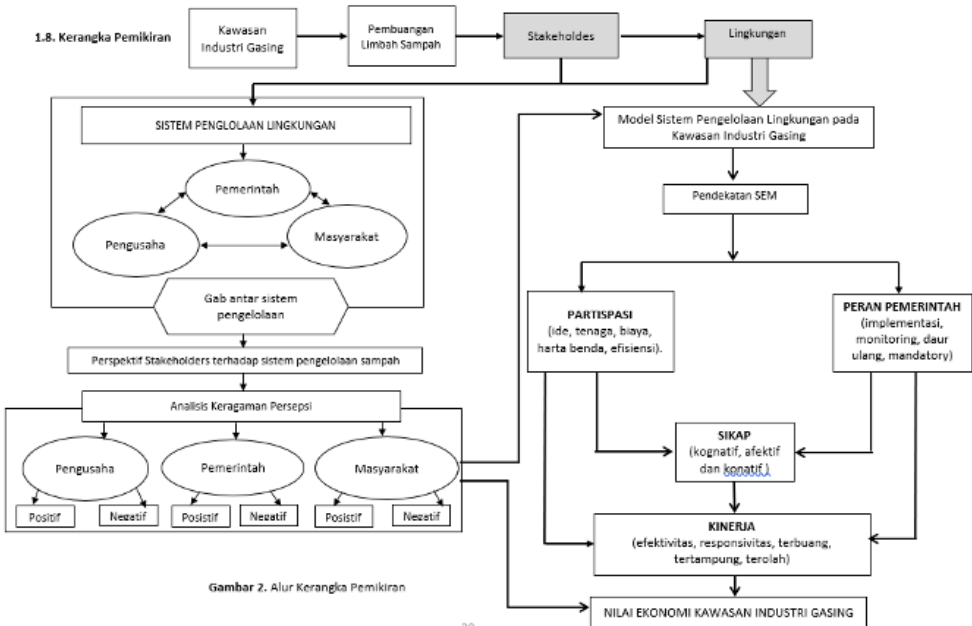 1.8. Kerangka Pemikiran
Kawasan
Industri Gasing
Pembuangan
Limbah Sampah
Stakeholdes
Lingkungan
SISTEM PENGLOLAAN LINGKUNGAN
Pemerintah
Pengusaha
Masyarakat
Gab antar sistem
pengelolaan
Perspektif Stakeholders terhadap sistem pengelolaan sampah
Analisis Keragaman Persepsi
Pengusaha
Pemerintah
Masyarakat
Positif
Negatif
Posistif
Negatif
Posistif
Negatif
Model Sistem Pengelolaan Lingkungan pada
Kawasan Industri Gasing
Pendekatan SEM
PARTISPASI
(ide, tenaga, biaya,
harta benda, efisiensi).
PERAN PEMERINTAH
(implementasi,
monitoring, daur
ulang, mandatory)
SIKAP
(kognatif, afektif
dan konatif )
KINERJA
(efektivitas, responsivitas, terbuang,
tertampung, terolah)
NILAI EKONOMI KAWASAN INDUSTRI GASING
Gambar 2. Alur Kerangka Pemikiran